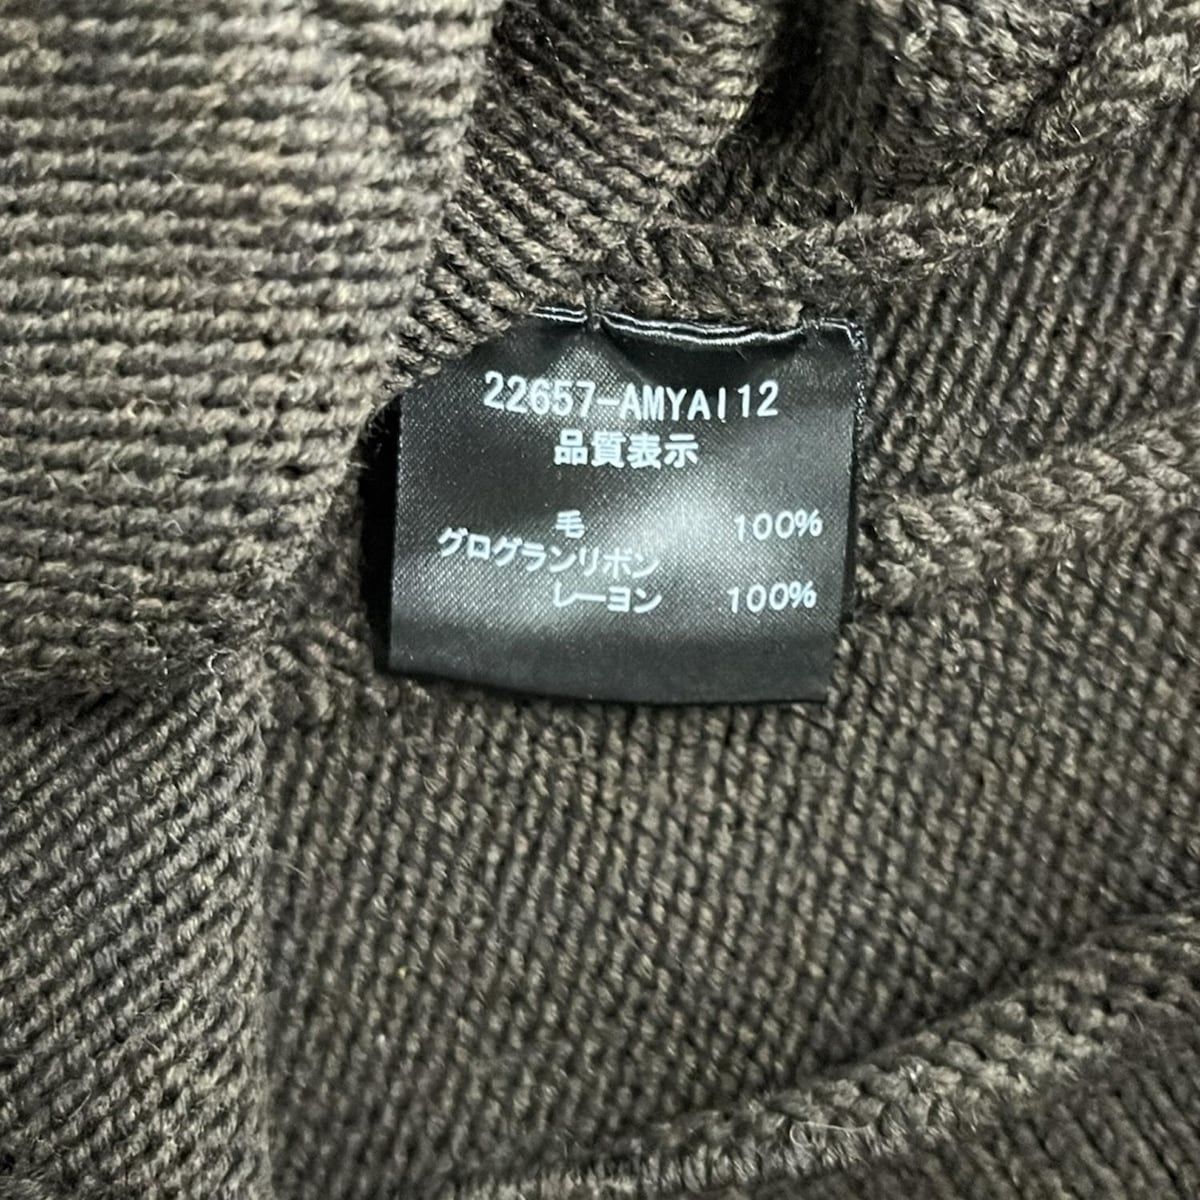 22657-AMYAI12
品質表示
毛 100%
グログランリボン
レーヨン 100%